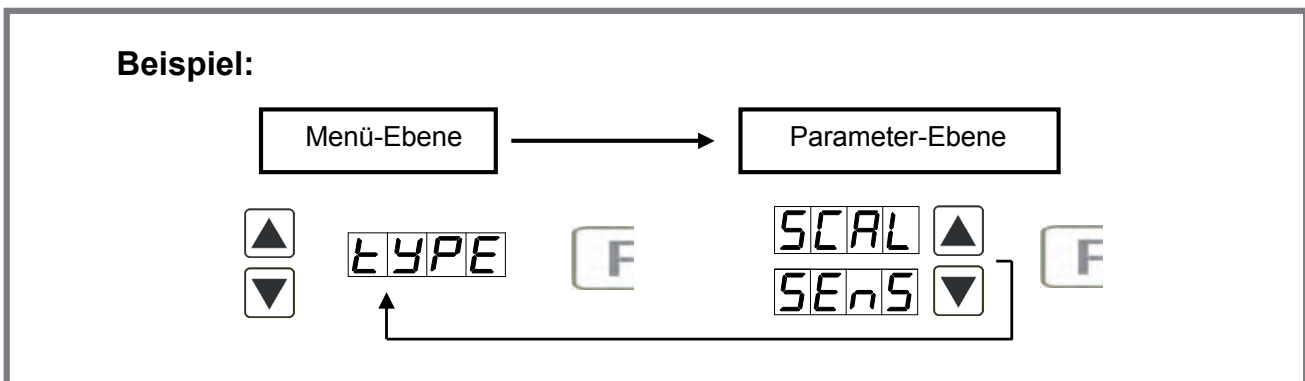 Beispiel:
Menü-Ebene Parameter-Ebene
SCAL
tYPE F F
SEnS